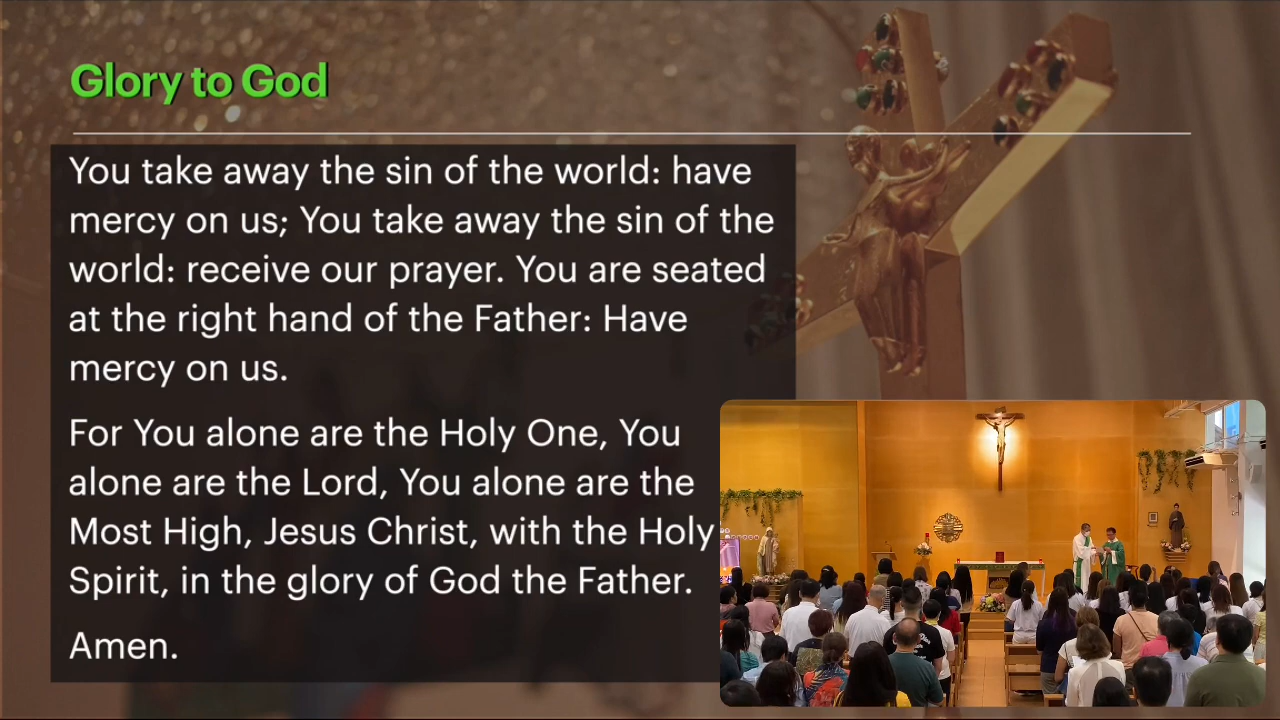 Glory to God
You take away the sin of the world: have
mercy on us; You take away the sin of the
world: receive our prayer. You are seated
at the right hand of the Father: Have
mercy on us.
For You alone are the Holy One, You
alone are the Lord, You alone are the
Most High, Jesus Christ, with the Holy
Spirit, in the glory of God the Father.
Amen.